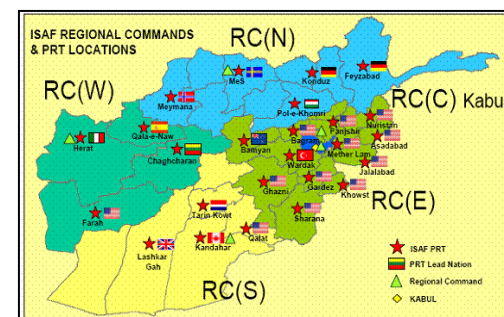 ISAF REGIONAL COMMANDS
& PRT LOCATIONS
RC(N)
MeS
Konduz
Feyzabad
Meymana
Pol-e-Khomri
RC(W)
RC(C) Kabu
Qala-e-Naw
Herat
Chaghcharan
Bamyan
Bagram
Panjshir
Nuristan
Asadabad
Mether Lam
Wardak
Jalalabad
Ghazni
Gardez
Khowst
RC(E)
Farah
Tarin Kowt
Sharana
Lashkar
Gah
Kandahar
Qalat
RC(S)
ISAF PRT
PRT Lead Nation
Regional Command
KABUL